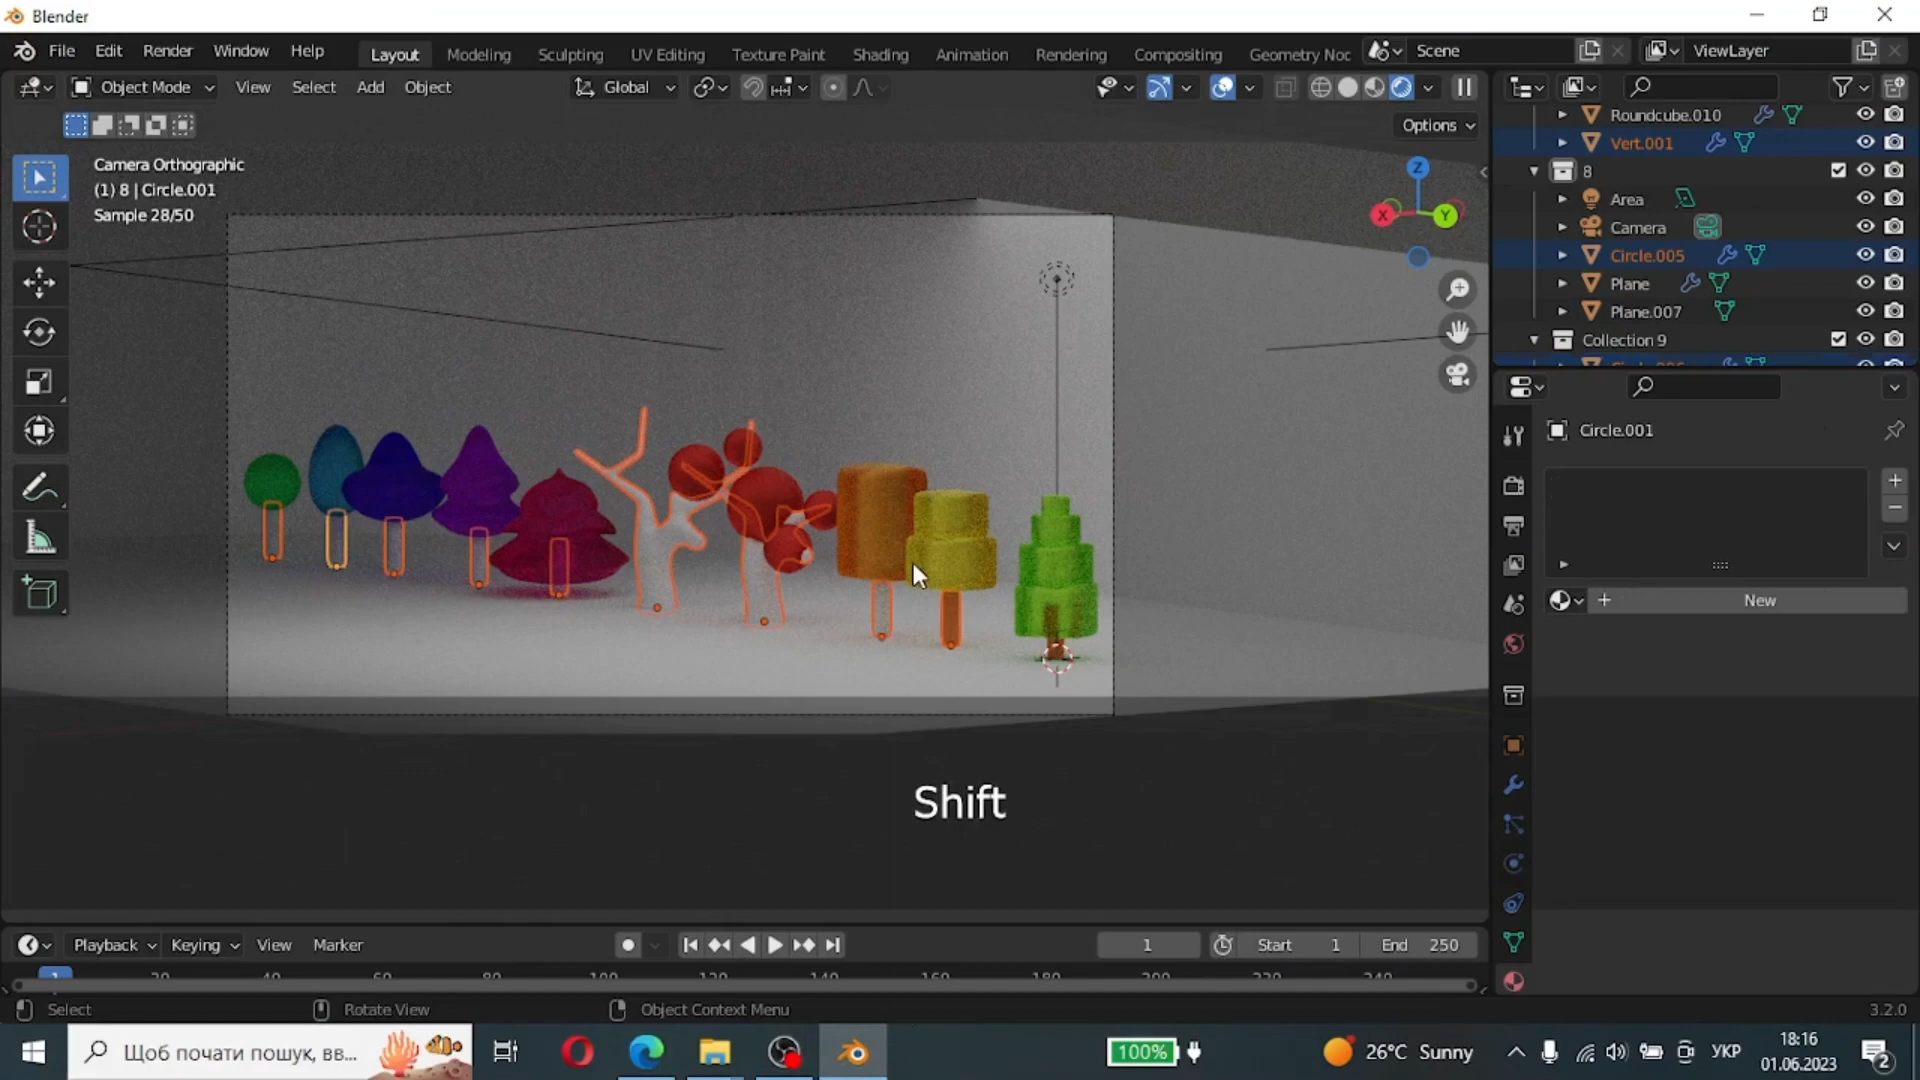 Blender
File Edit Render Window Help Layout Modeling Sculpting UV Editing Texture Paint Shading Animation Rendering Compositing Geometry Noc Scene ViewLayer
Object Mode View Select Add Object Global
Options
Camera Orthographic
(1) 8 | Circle.001
Sample 28/50
Z
X
Y
Roundcube.010
Vert.001
8
Area
Camera
Circle.005
Plane
Plane.007
Collection 9
Circle.001
New
Shift
Playback Keying View Marker 1 Start 1 End 250
1
Select Rotate View Object Context Menu 3.2.0
Щоб почати пошук, вв... 100% 26°C Sunny УКР 18:16
01.06.2023
2